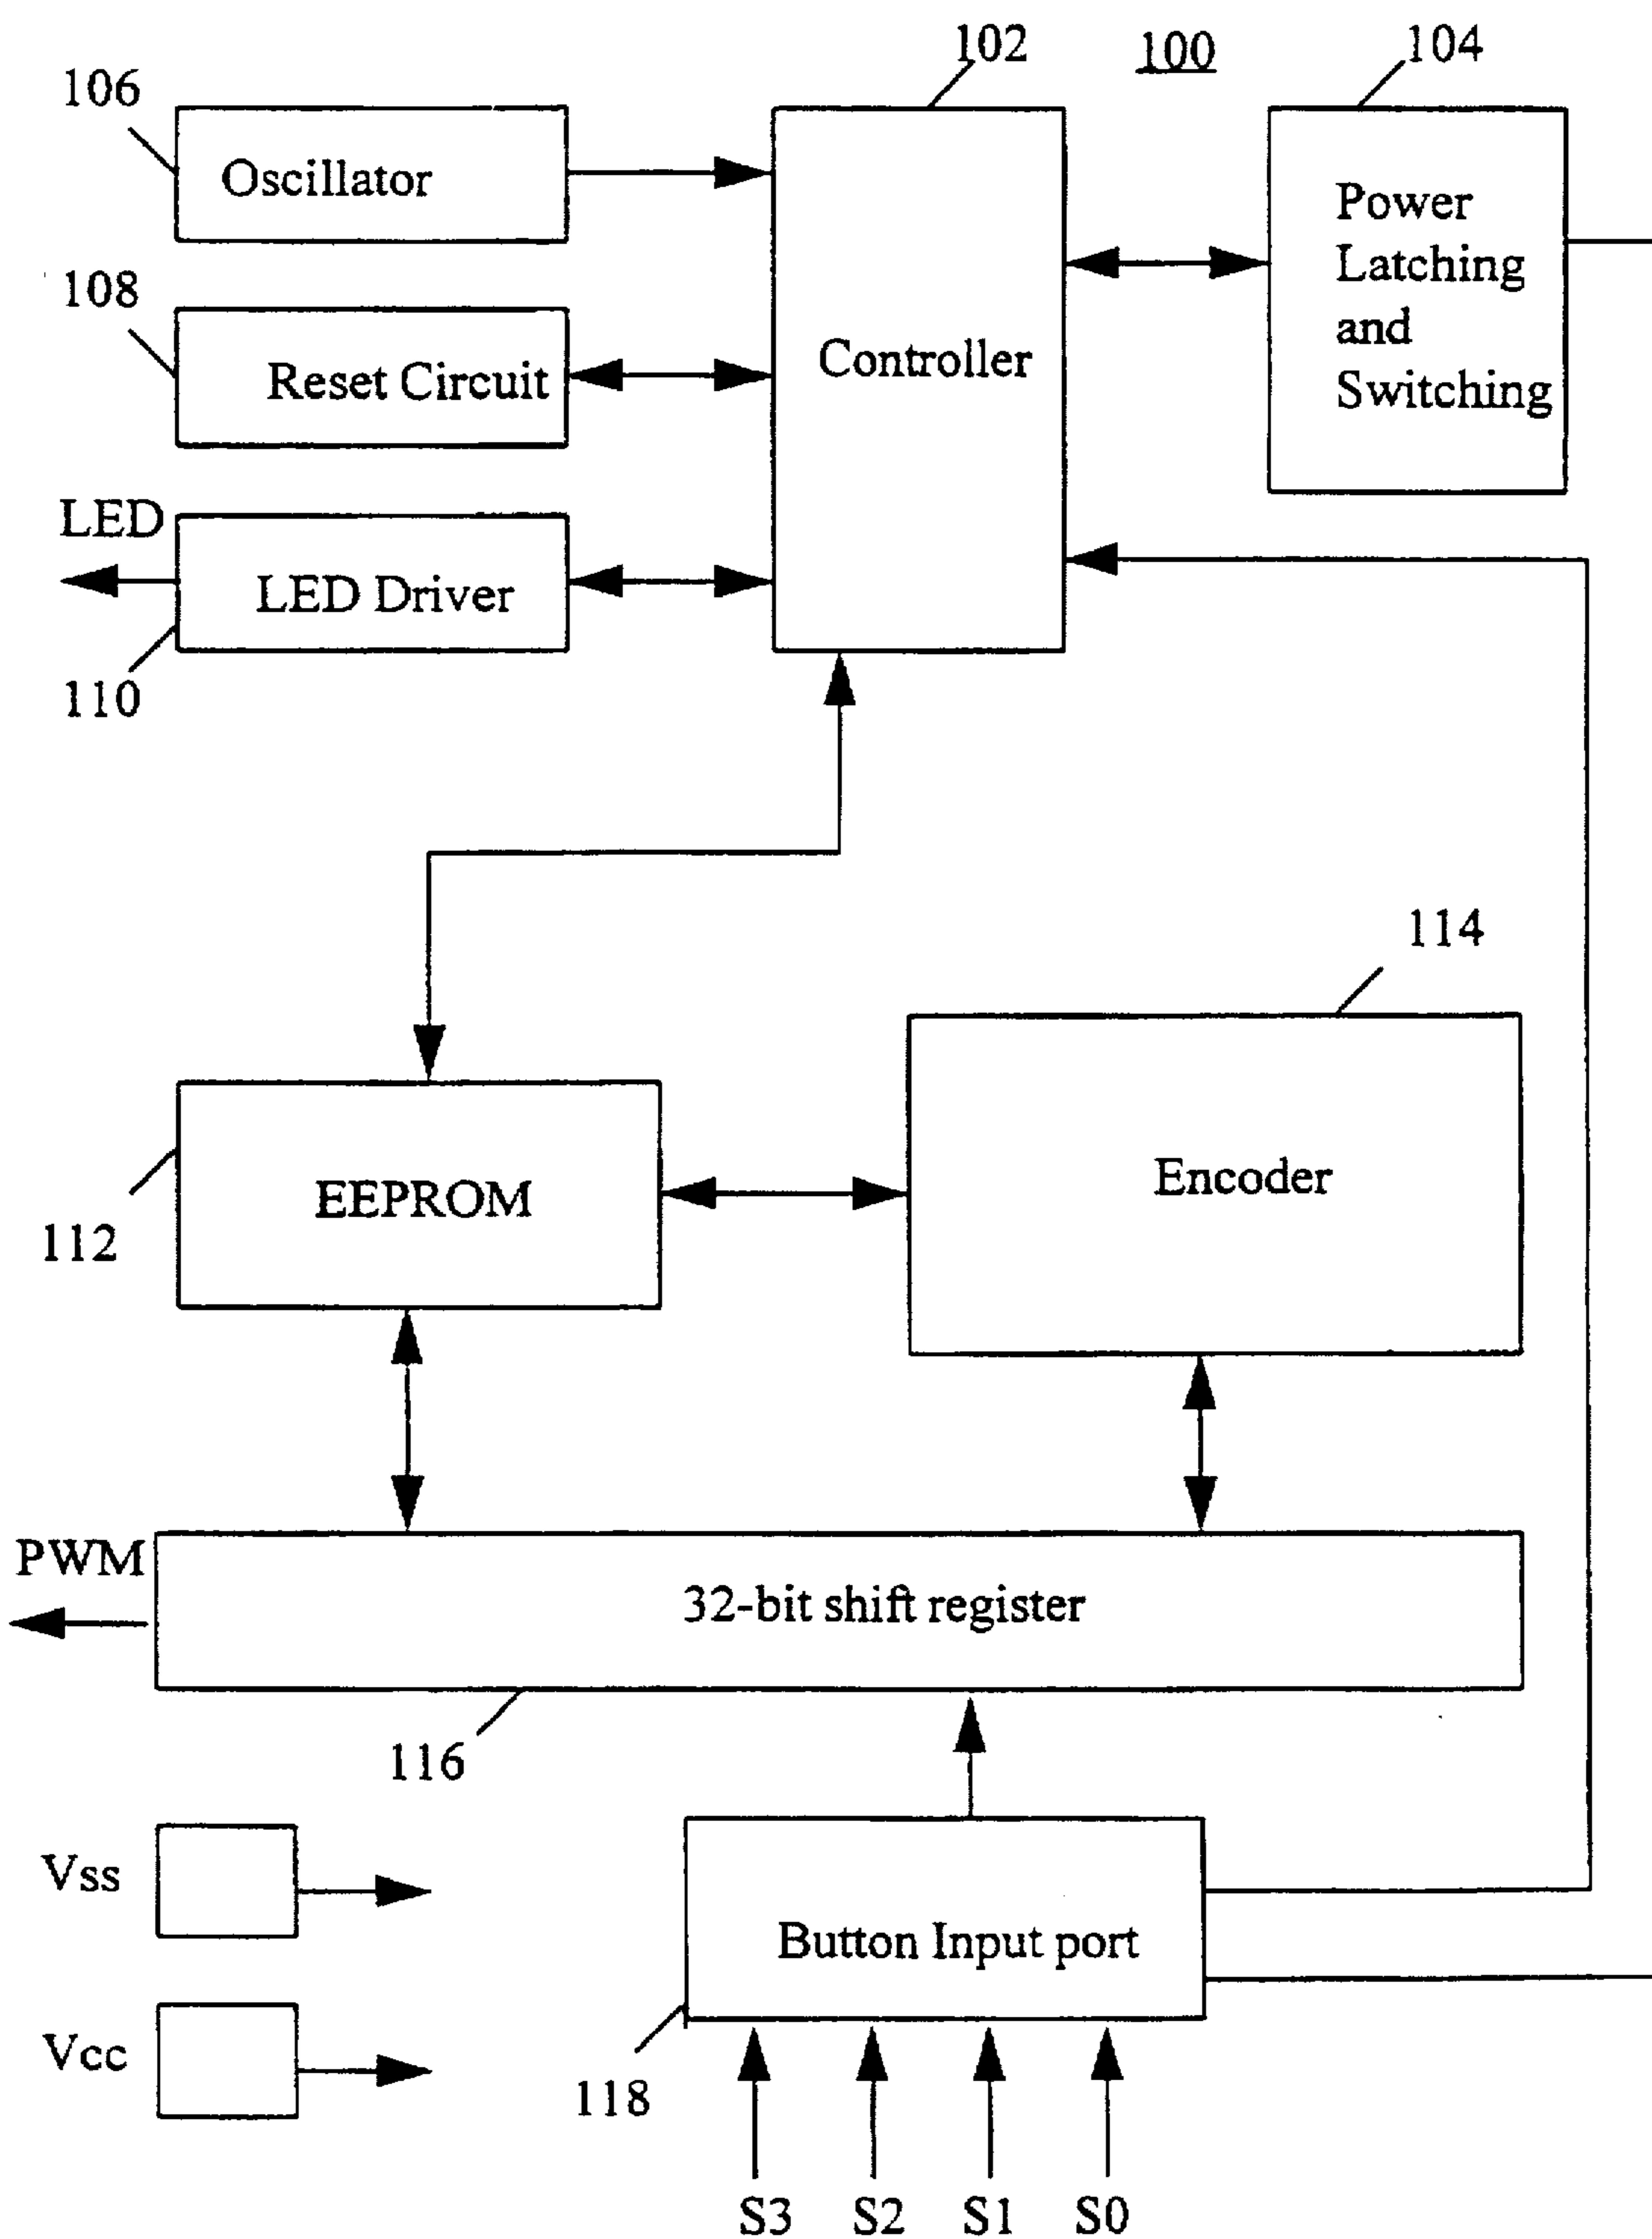 102
100
104
106
Oscillator
Power
Latching
and
Switching
108
Reset Circuit
Controller
LED
LED Driver
110
114
EEPROM
Encoder
112
PWM
32-bit shift register
116
Vss
Button Input port
Vcc
118
S3 S2 S1 S0